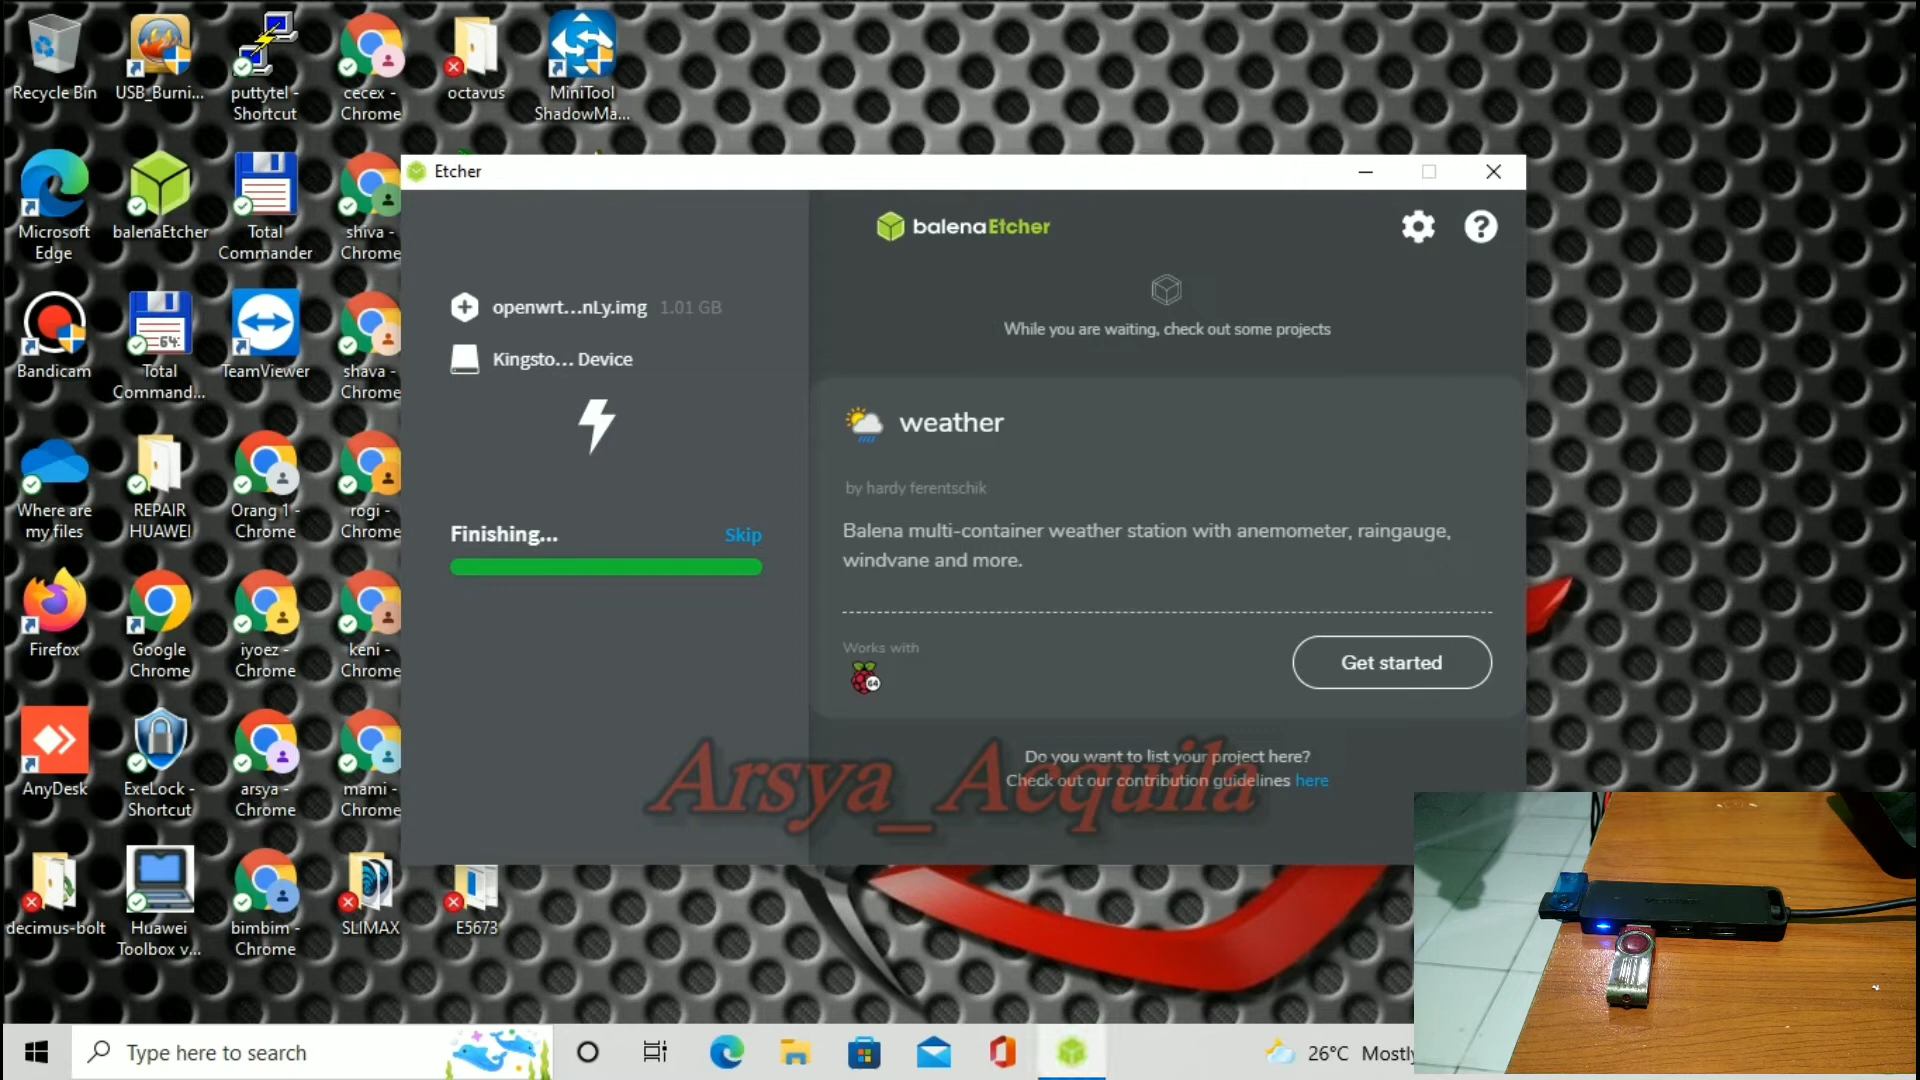 Recycle Bin
USB_Burni...
puttytel -
Shortcut
cecex -
Chrome
octavus
MiniTool
ShadowMa...
Microsoft
Edge
balenaEtcher
Total
Commander
shiva -
Chrome
Bandicam
64
Total
Command...
TeamViewer
shava -
Chrome
Where are
my files
REPAIR
HUAWEI
Orang 1 -
Chrome
rogi -
Chrome
Firefox
Google
Chrome
iyoez -
Chrome
keni -
Chrome
AnyDesk
ExeLock -
Shortcut
arsya -
Chrome
mami -
Chrome
decimus-bolt
Huawei
Toolbox v...
bimbim -
Chrome
SLIMAX
E5673
Etcher
balenaEtcher
openwrt...nLy.img 1.01 GB
Kingsto... Device
Finishing...
Skip
While you are waiting, check out some projects
weather
by hardy ferentschik
Balena multi-container weather station with anemometer, raingauge,
windvane and more.
Works with
64
Get started
Do you want to list your project here?
Check out our contribution guidelines here
Arsya_Acquila
Type here to search
26°C Mostly